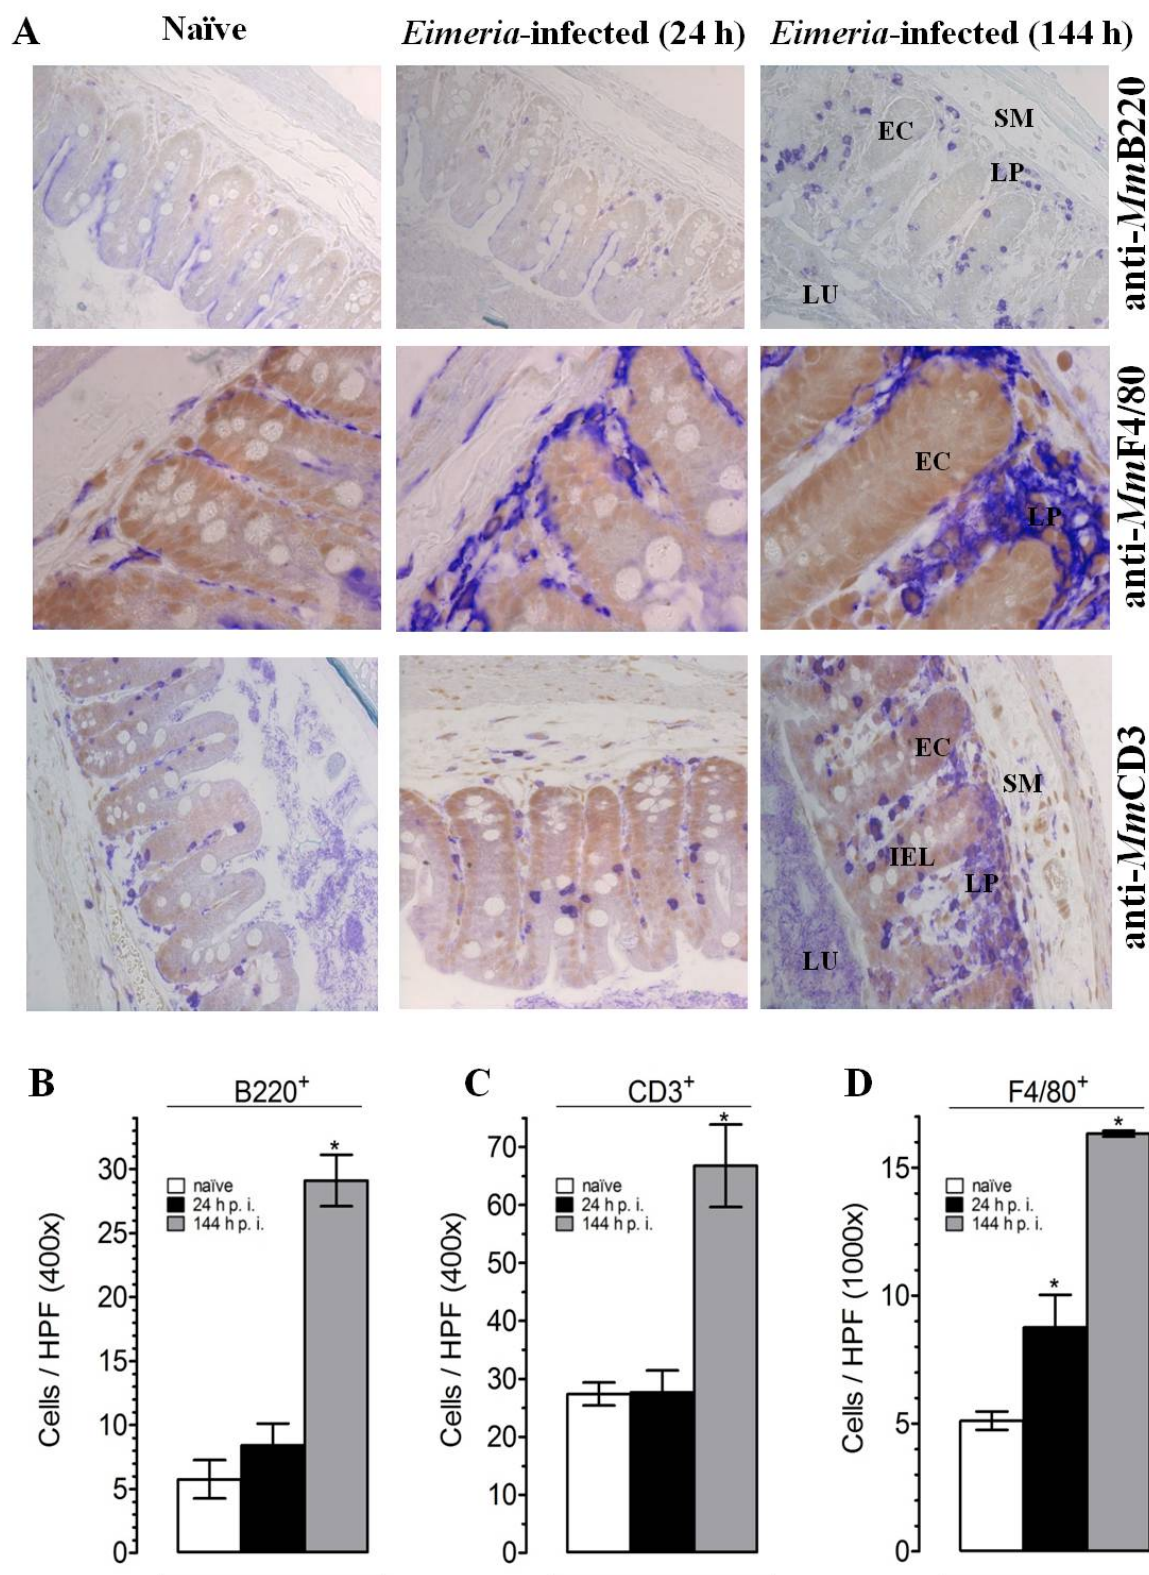 A
Naïve
Eimeria-infected (24 h)
Eimeria-infected (144 h)
EC
SM
LP
LU
anti-MmB220
EC
LP
anti-MmF4/80
EC
SM
IEL
LP
LU
anti-MmCD3
B
B220+
*
naïve
24 h p. i.
144 h p. i.
Cells / HPF (400x)
30
25
20
15
10
5
0
C
CD3+
*
naïve
24 h p. i.
144 h p. i.
Cells / HPF (400x)
70
60
50
40
30
20
10
0
D
F4/80+
*
naïve
24 h p. i.
144 h p. i.
*
Cells / HPF (1000x)
15
10
5
0